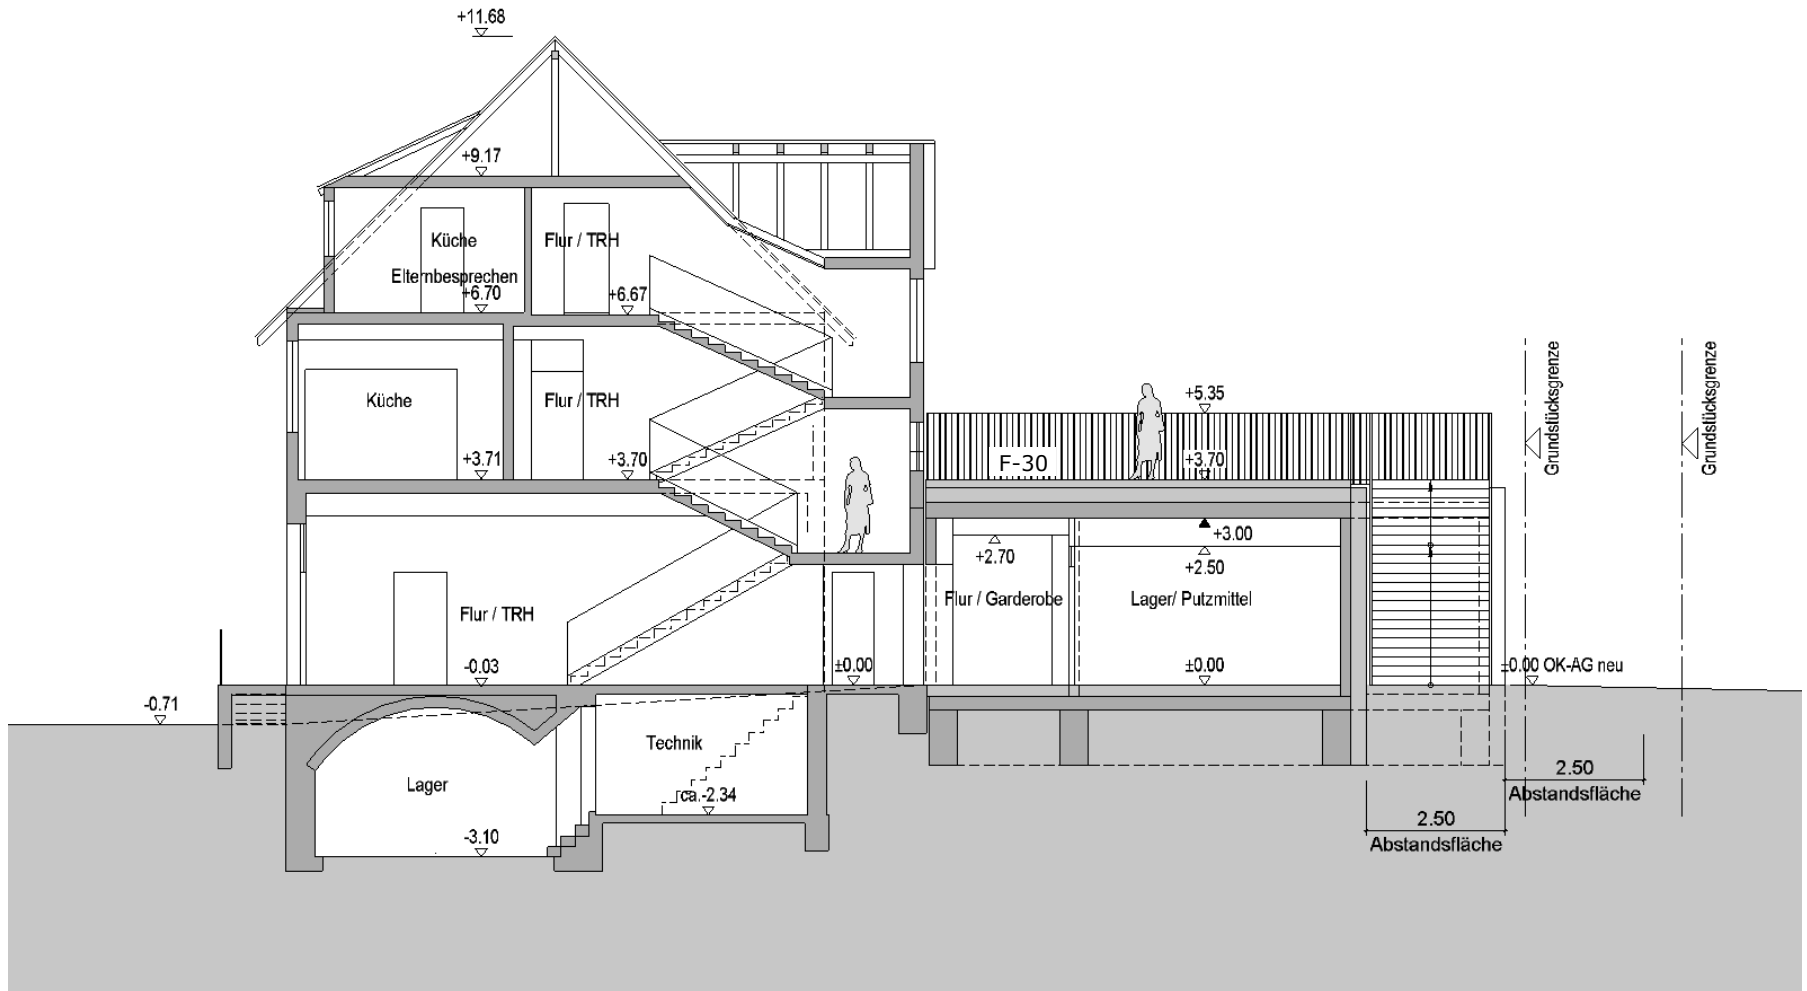 +11.68
+9.17
Küche
Flur / TRH
Elternbesprechen
+6.70
+6.67
Küche
Flur / TRH
+5.35
Grundstücksgrenze
Grundstücksgrenze
+3.71
+3.70
F-30
+3.70
+3.00
+2.70
+2.50
Flur / TRH
Flur / Garderobe
Lager/ Putzmittel
-0.03
±0.00
±0.00
±0.00 OK-AG neu
-0.71
Technik
Lager
ca.-2.34
2.50
Abstandsfläche
2.50
Abstandsfläche
-3.10